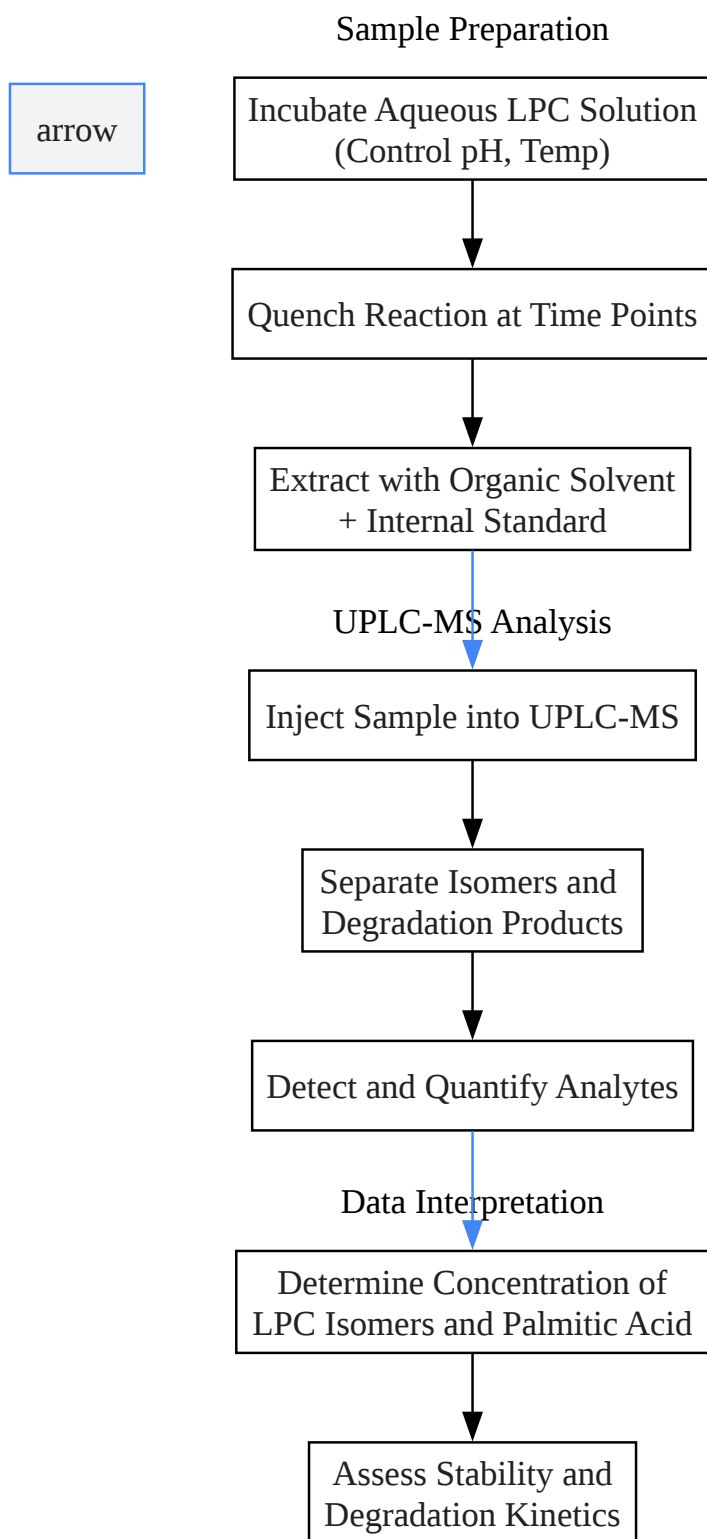 Sample Preparation
arrow
Incubate Aqueous LPC Solution
(Control pH, Temp)
Quench Reaction at Time Points
Extract with Organic Solvent
+ Internal Standard
UPLC-MS Analysis
Inject Sample into UPLC-MS
Separate Isomers and
Degradation Products
Detect and Quantify Analytes
Data Interpretation
Determine Concentration of
LPC Isomers and Palmitic Acid
Assess Stability and
Degradation Kinetics